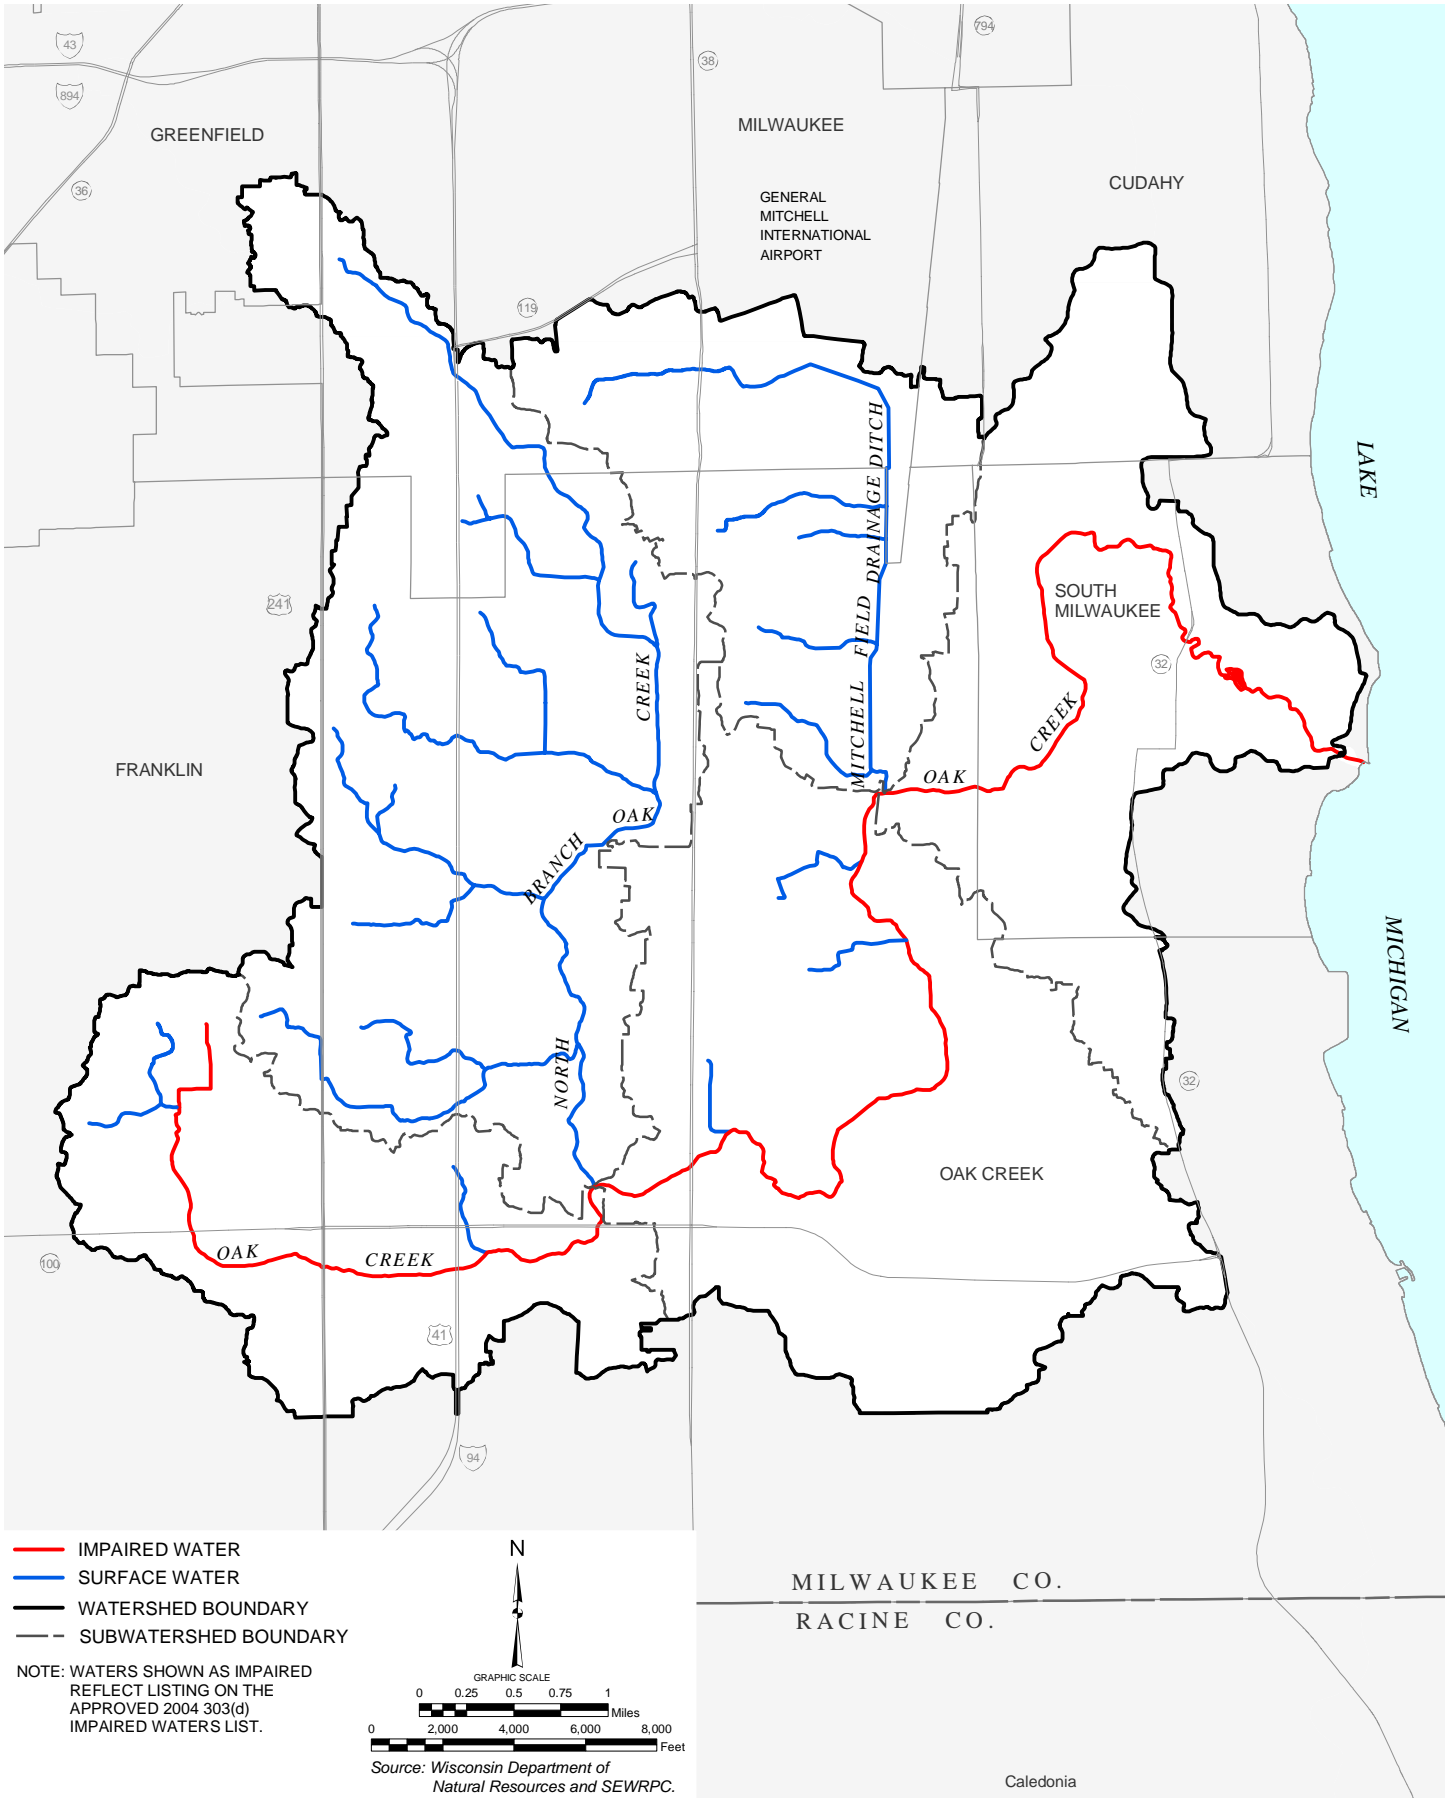 43
794
38
894
GREENFIELD
MILWAUKEE
36
CUDAHY
GENERAL
MITCHELL
INTERNATIONAL
AIRPORT
119
LAKE
MITCHELL FIELD DRAINAGE DITCH
241
SOUTH
MILWAUKEE
32
CREEK
CREEK
FRANKLIN
OAK
OAK
BRANCH
MICHIGAN
NORTH
32
OAK CREEK
OAK CREEK
100
41
94
IMPAIRED WATER
SURFACE WATER
WATERSHED BOUNDARY
SUBWATERSHED BOUNDARY
NOTE: WATERS SHOWN AS IMPAIRED
REFLECT LISTING ON THE
APPROVED 2004 303(d)
IMPAIRED WATERS LIST.
N
GRAPHIC SCALE
0 0.25 0.5 0.75 1
Miles
0 2,000 4,000 6,000 8,000
Feet
Source: Wisconsin Department of
Natural Resources and SEWRPC.
MILWAUKEE CO.
RACINE CO.
Caledonia